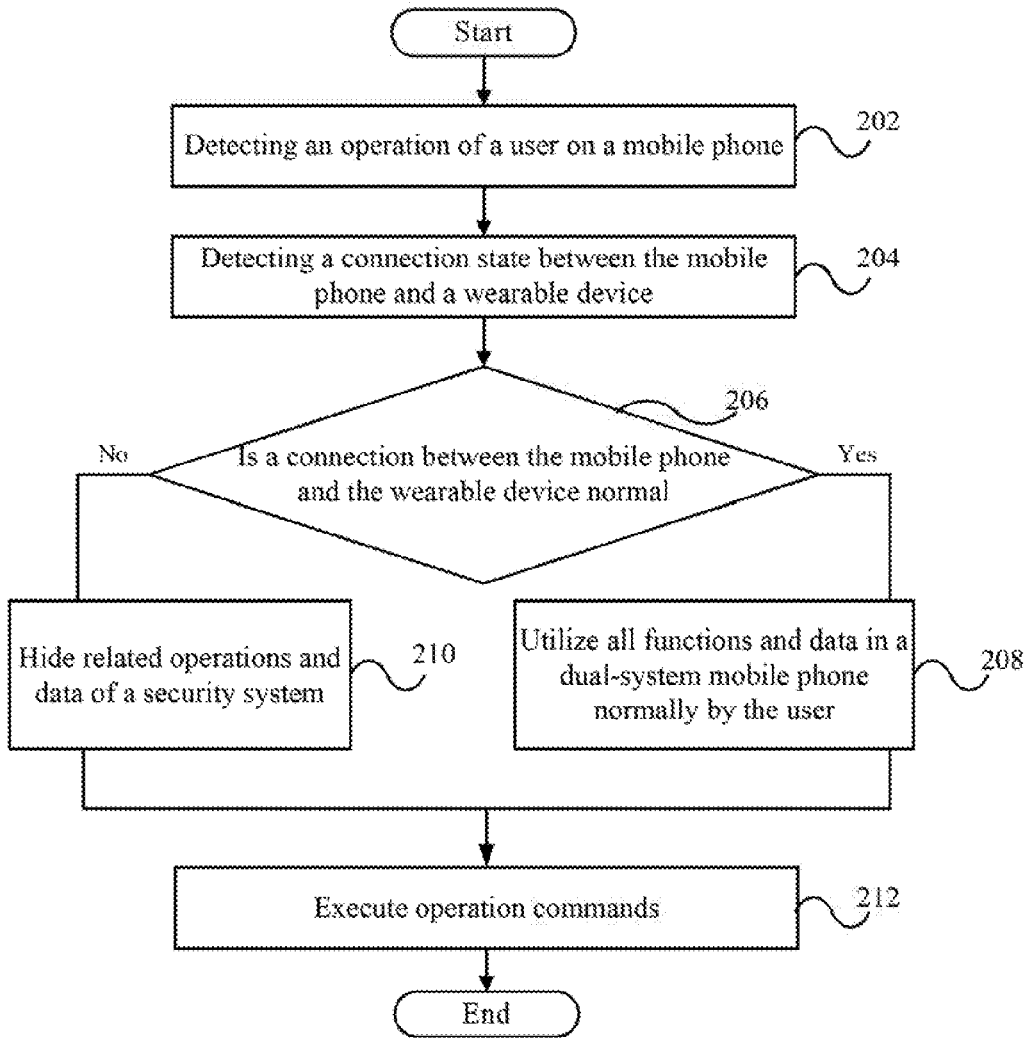 Start
Detecting an operation of a user on a mobile phone
202
Detecting a connection state between the mobile
phone and a wearable device
204
206
No
Is a connection between the mobile phone
and the wearable device normal
Yes
Hide related operations and
data of a security system
210
Utilize all functions and data in a
dual-system mobile phone
normally by the user
208
Execute operation commands
212
End